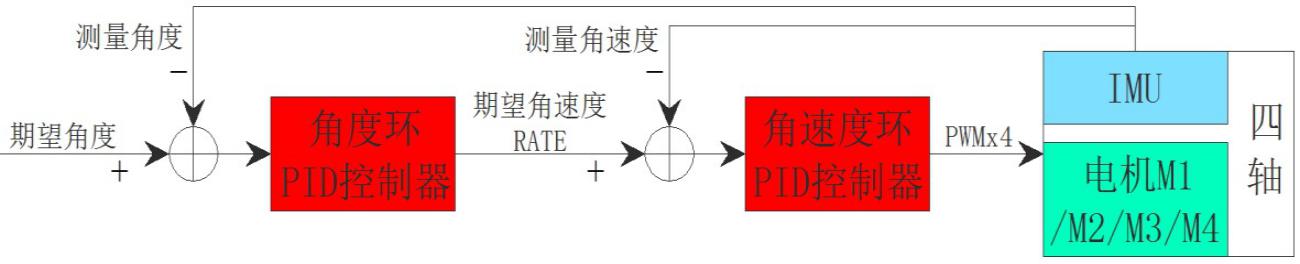 测量角度
测量角速度
−
−
期望角度
+
角度环
PID控制器
期望角速度
RATE
+
角速度环
PID控制器
PWMx4
IMU
电机M1
/M2/M3/M4
四
轴